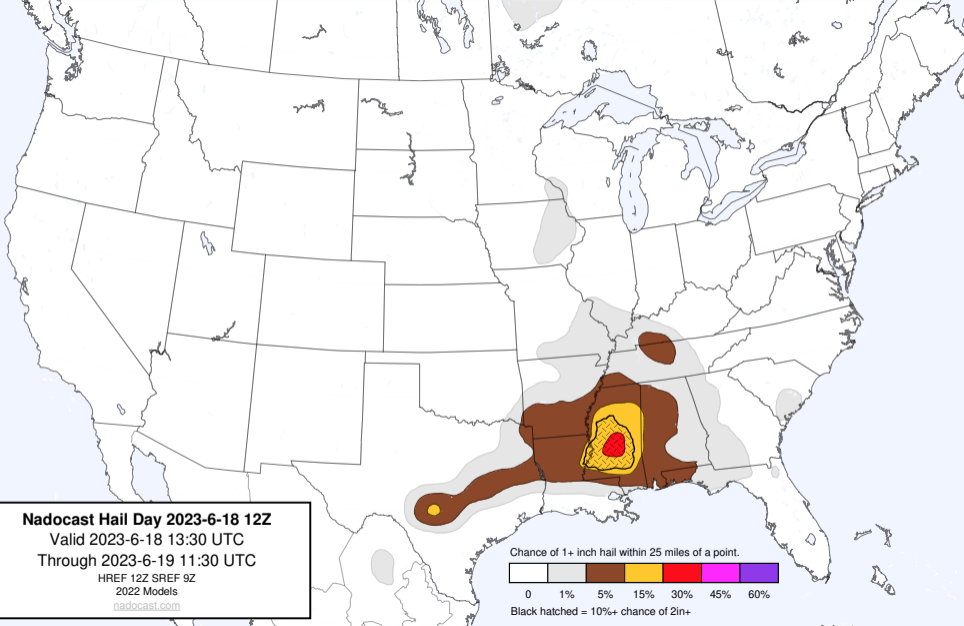 Nadocast Hail Day 2023-6-18 12Z
Valid 2023-6-18 13:30 UTC
Through 2023-6-19 11:30 UTC
HREF 12Z SREF 9Z
2022 Models
nadocast.com
Chance of 1+ inch hail within 25 miles of a point.
0 1% 5% 15% 30% 45% 60%
Black hatched = 10%+ chance of 2in+